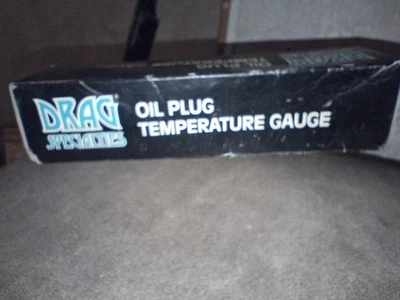 DRAG®
SPECIALTIES
OIL PLUG
TEMPERATURE GAUGE